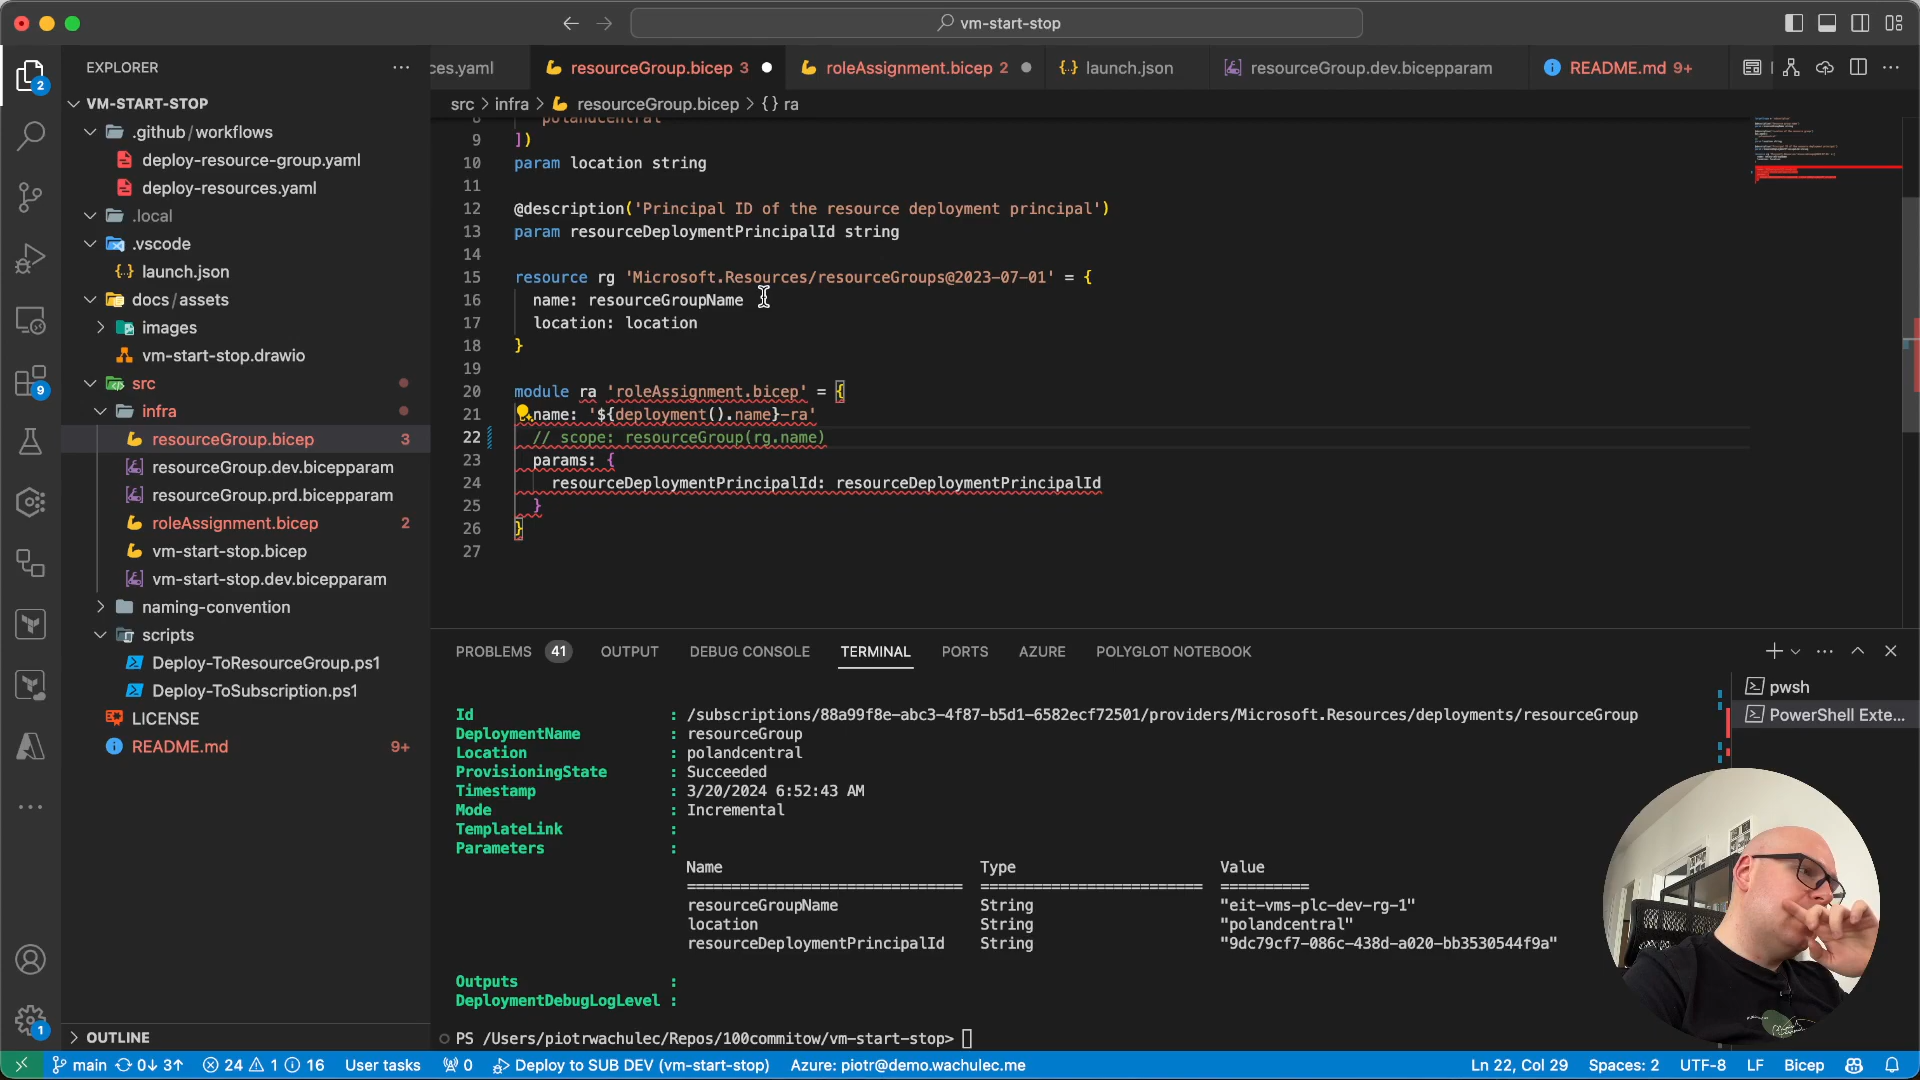 vm-start-stop
EXPLORER
ces.yaml
resourceGroup.bicep 3
roleAssignment.bicep 2
launch.json
resourceGroup.dev.bicepparam
README.md 9+
src > infra > resourceGroup.bicep > {} ra
VM-START-STOP
.github / workflows
deploy-resource-group.yaml
deploy-resources.yaml
.local
.vscode
launch.json
docs / assets
images
vm-start-stop.drawio
src
infra
resourceGroup.bicep 3
resourceGroup.dev.bicepparam
resourceGroup.prd.bicepparam
roleAssignment.bicep 2
vm-start-stop.bicep
vm-start-stop.dev.bicepparam
naming-convention
scripts
Deploy-ToResourceGroup.ps1
Deploy-ToSubscription.ps1
LICENSE
README.md 9+
OUTLINE
2
9
1
8 'polandcentral'
9 ])
10 param location string
11
12 @description('Principal ID of the resource deployment principal')
13 param resourceDeploymentPrincipalId string
14
15 resource rg 'Microsoft.Resources/resourceGroups@2023-07-01' = {
16 name: resourceGroupName
17 location: location
18 }
19
20 module ra 'roleAssignment.bicep' = {
21 name: '${deployment().name}-ra'
22 // scope: resourceGroup(rg.name)
23 params: {
24 resourceDeploymentPrincipalId: resourceDeploymentPrincipalId
25 }
26 }
27
PROBLEMS 41 OUTPUT DEBUG CONSOLE TERMINAL PORTS AZURE POLYGLOT NOTEBOOK
pwsh
PowerShell Exte...
Id : /subscriptions/88a99f8e-abc3-4f87-b5d1-6582ecf72501/providers/Microsoft.Resources/deployments/resourceGroup
DeploymentName : resourceGroup
Location : polandcentral
ProvisioningState : Succeeded
Timestamp : 3/20/2024 6:52:43 AM
Mode : Incremental
TemplateLink :
Parameters :
Name Type Value
============================== ======================== ==========
resourceGroupName String "eit-vms-plc-dev-rg-1"
location String "polandcentral"
resourceDeploymentPrincipalId String "9dc79cf7-086c-438d-a020-bb3530544f9a"
Outputs :
DeploymentDebugLogLevel :
PS /Users/piotrwachulec/Repos/100commitow/vm-start-stop>
main 0↓ 3↑ 24 1 16 User tasks 0 Deploy to SUB DEV (vm-start-stop) Azure: piotr@demo.wachulec.me Ln 22, Col 29 Spaces: 2 UTF-8 LF Bicep